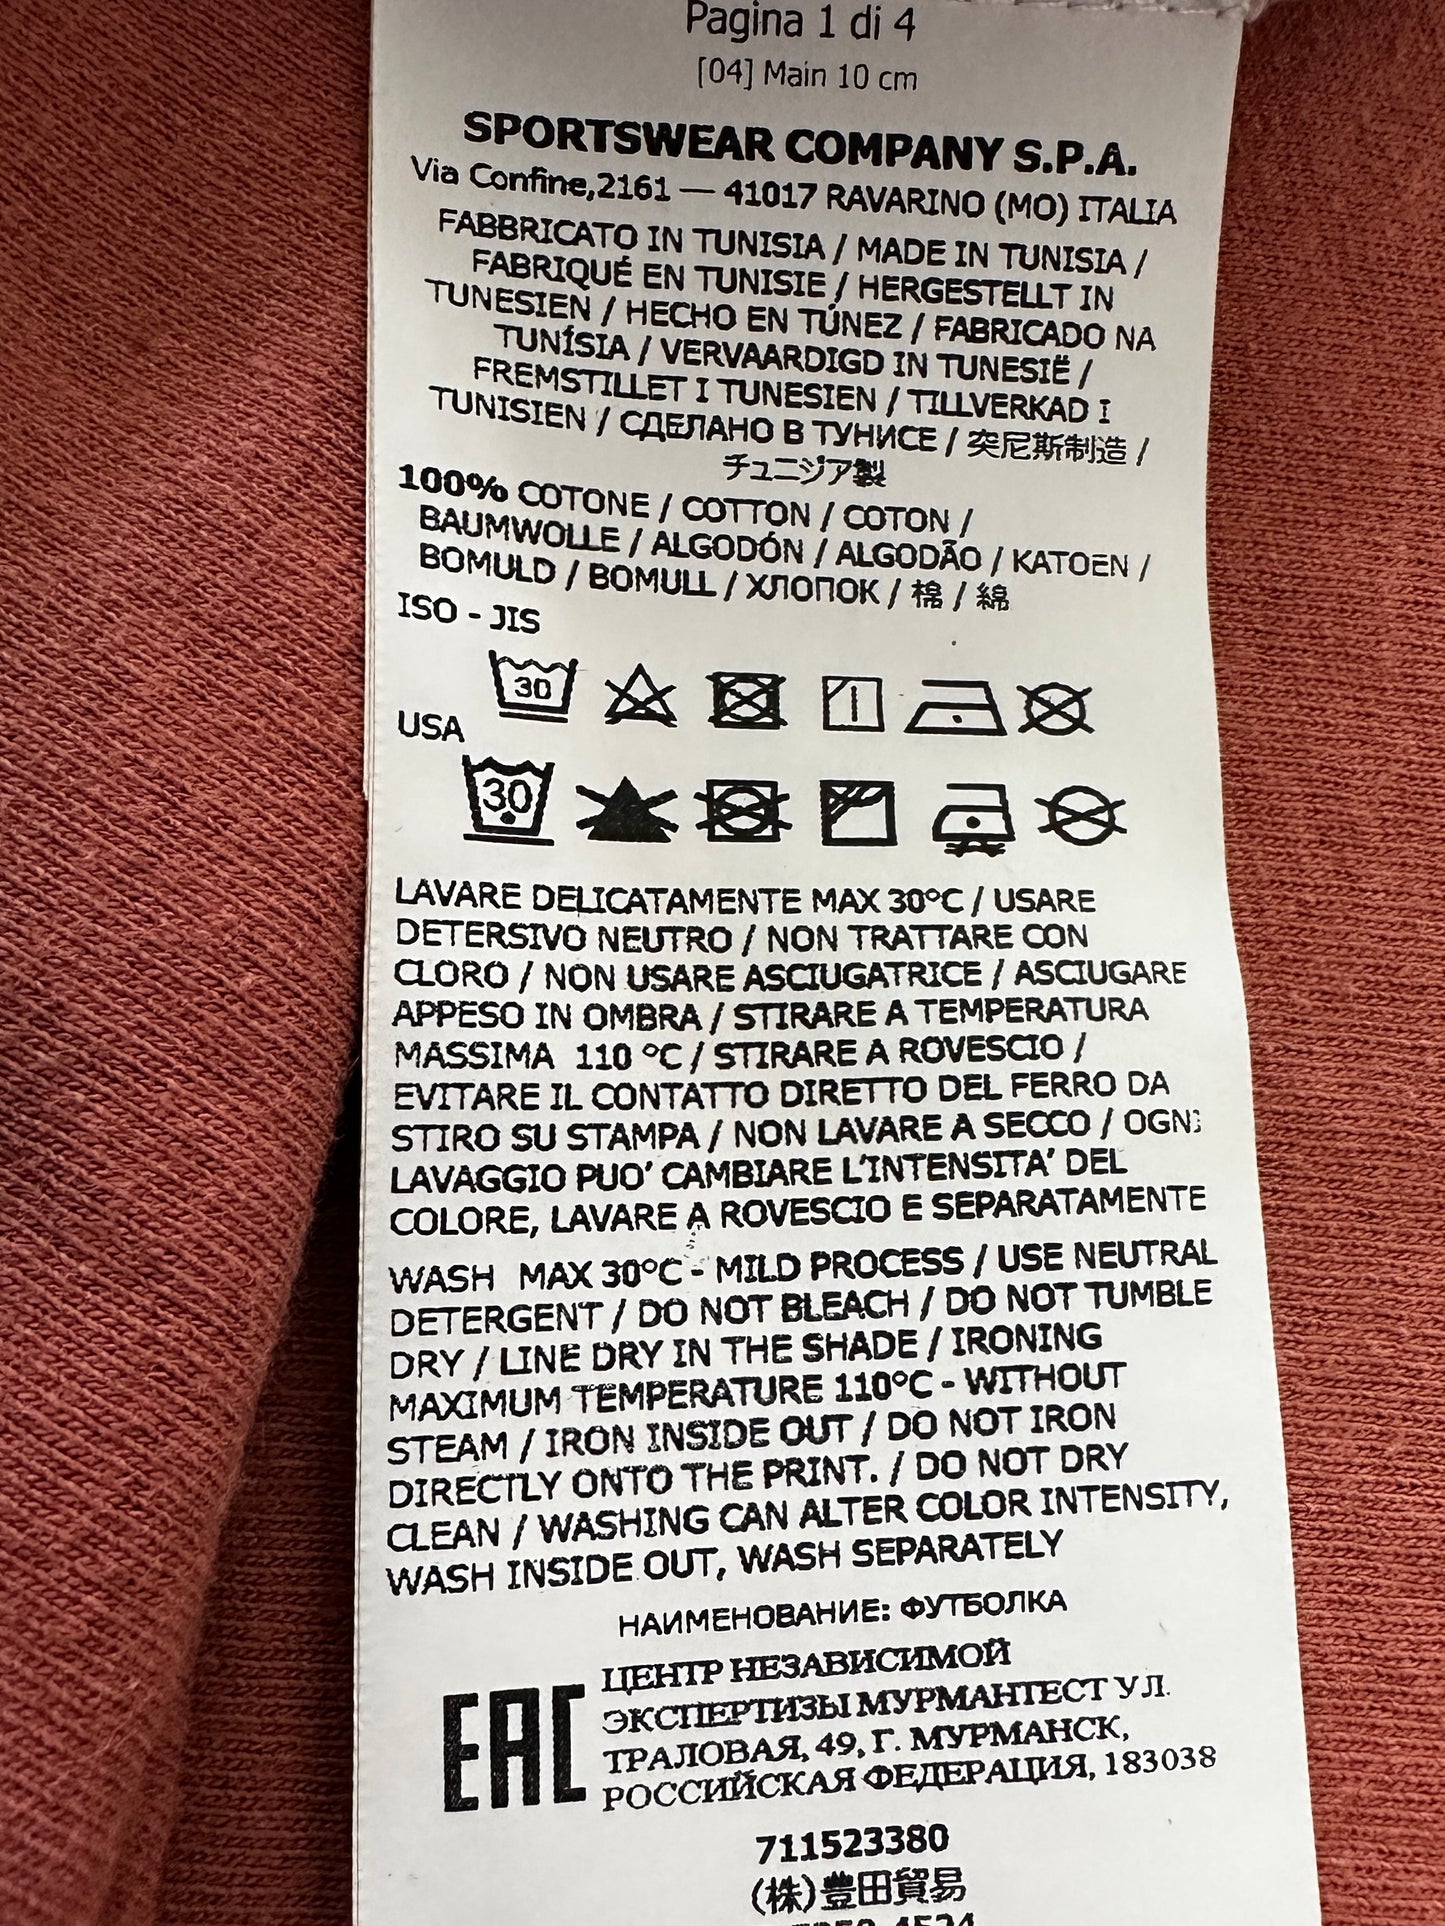 Pagina 1 di 4
[04] Main 10 cm
SPORTSWEAR COMPANY S.P.A.
Via Confine,2161 — 41017 RAVARINO (MO) ITALIA
FABBRICATO IN TUNISIA / MADE IN TUNISIA /
FABRIQUÉ EN TUNISIE / HERGESTELLT IN
TUNESIEN / HECHO EN TÚNEZ / FABRICADO NA
TUNÍSIA / VERVAARDIGD IN TUNESIË /
FREMSTILLET I TUNESIEN / TILLVERKAD I
TUNISIEN / СДЕЛАНО В ТУНИСЕ / 突尼斯制造 /
チュニジア製
100% COTONE / COTTON / COTON /
BAUMWOLLE / ALGODÓN / ALGODÃO / KATOEN /
BOMULD / BOMULL / ХЛОПОК / 棉 / 綿
ISO - JIS
30
USA
30
LAVARE DELICATAMENTE MAX 30°C / USARE
DETERSIVO NEUTRO / NON TRATTARE CON
CLORO / NON USARE ASCIUGATRICE / ASCIUGARE
APPESO IN OMBRA / STIRARE A TEMPERATURA
MASSIMA 110 °C / STIRARE A ROVESCIO /
EVITARE IL CONTATTO DIRETTO DEL FERRO DA
STIRO SU STAMPA / NON LAVARE A SECCO / OGNI
LAVAGGIO PUO' CAMBIARE L'INTENSITA' DEL
COLORE, LAVARE A ROVESCIO E SEPARATAMENTE
WASH MAX 30°C - MILD PROCESS / USE NEUTRAL
DETERGENT / DO NOT BLEACH / DO NOT TUMBLE
DRY / LINE DRY IN THE SHADE / IRONING
MAXIMUM TEMPERATURE 110°C - WITHOUT
STEAM / IRON INSIDE OUT / DO NOT IRON
DIRECTLY ONTO THE PRINT. / DO NOT DRY
CLEAN / WASHING CAN ALTER COLOR INTENSITY,
WASH INSIDE OUT, WASH SEPARATELY
НАИМЕНОВАНИЕ: ФУТБОЛКА
EAC
ЦЕНТР НЕЗАВИСИМОЙ
ЭКСПЕРТИЗЫ МУРМАНТЕСТ УЛ.
ТРАЛОВАЯ, 49, Г. МУРМАНСК,
РОССИЙСКАЯ ФЕДЕРАЦИЯ, 183038
711523380
(株)豊田貿易